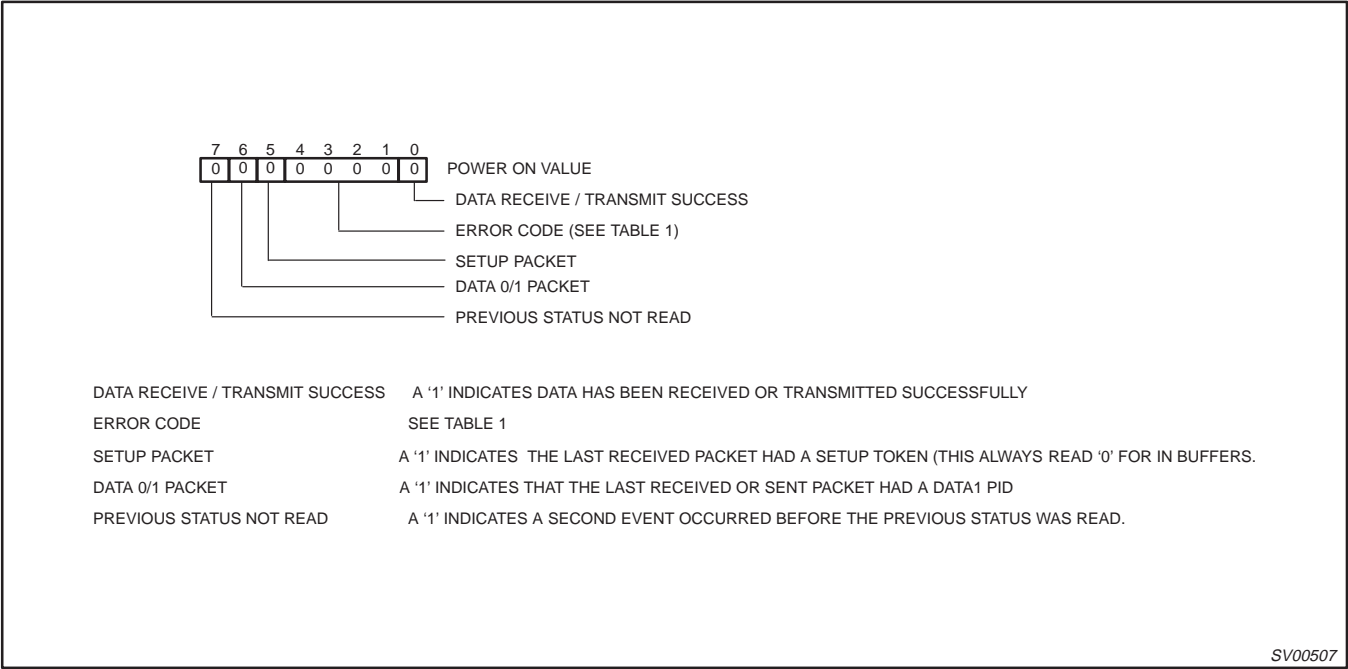 7 6 5 4 3 2 1 0
0 0 0 0 0 0 0 0 POWER ON VALUE
DATA RECEIVE / TRANSMIT SUCCESS
ERROR CODE (SEE TABLE 1)
SETUP PACKET
DATA 0/1 PACKET
PREVIOUS STATUS NOT READ
DATA RECEIVE / TRANSMIT SUCCESS A ‘1’ INDICATES DATA HAS BEEN RECEIVED OR TRANSMITTED SUCCESSFULLY
ERROR CODE SEE TABLE 1
SETUP PACKET A ‘1’ INDICATES THE LAST RECEIVED PACKET HAD A SETUP TOKEN (THIS ALWAYS READ ‘0’ FOR IN BUFFERS.
DATA 0/1 PACKET A ‘1’ INDICATES THAT THE LAST RECEIVED OR SENT PACKET HAD A DATA1 PID
PREVIOUS STATUS NOT READ A ‘1’ INDICATES A SECOND EVENT OCCURRED BEFORE THE PREVIOUS STATUS WAS READ.
SV00507